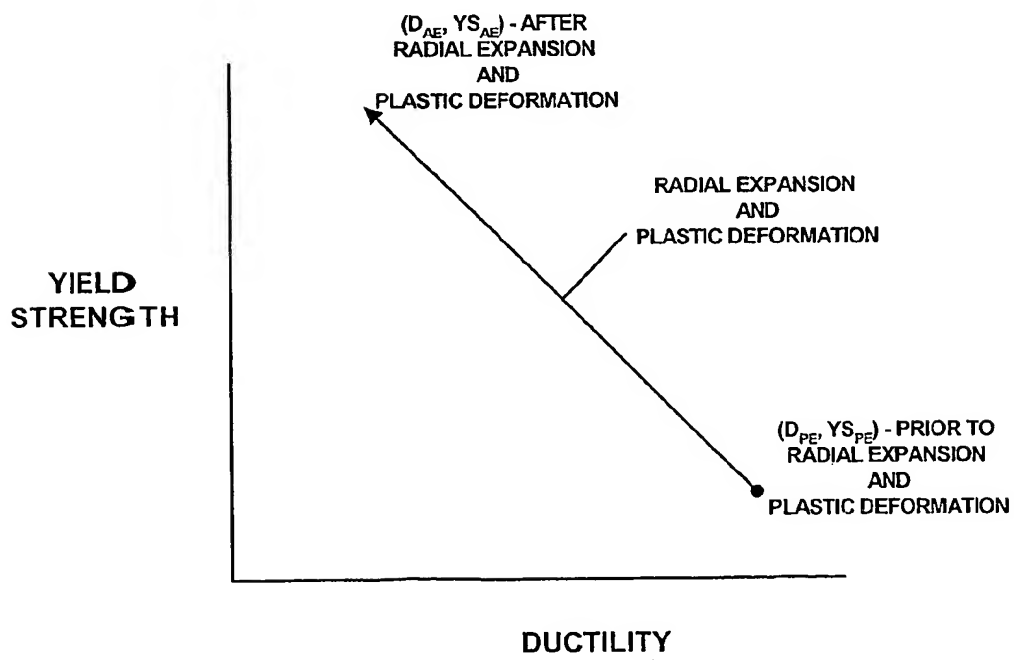 (D_AE, YS_AE) - AFTER
RADIAL EXPANSION
AND
PLASTIC DEFORMATION
RADIAL EXPANSION
AND
PLASTIC DEFORMATION
YIELD
STRENGTH
(D_PE, YS_PE) - PRIOR TO
RADIAL EXPANSION
AND
PLASTIC DEFORMATION
DUCTILITY